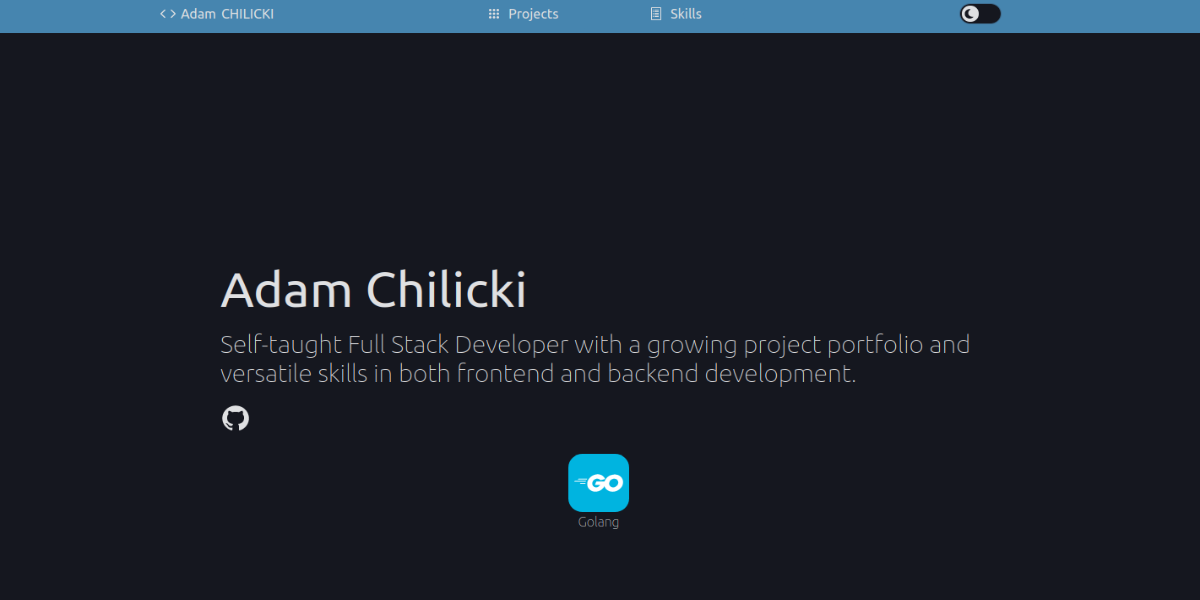 <> Adam CHILICKI
Projects
Skills
Adam Chilicki
Self-taught Full Stack Developer with a growing project portfolio and
versatile skills in both frontend and backend development.
GO
Golang